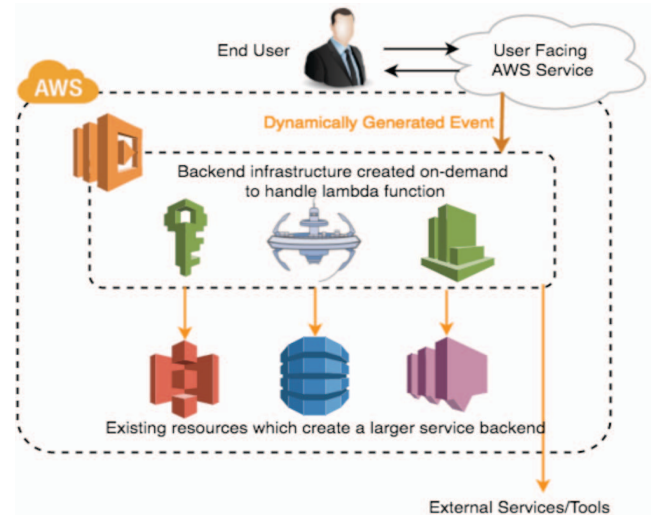 End User
User Facing
AWS Service
AWS
Dynamically Generated Event
Backend infrastructure created on-demand
to handle lambda function
Existing resources which create a larger service backend
External Services/Tools